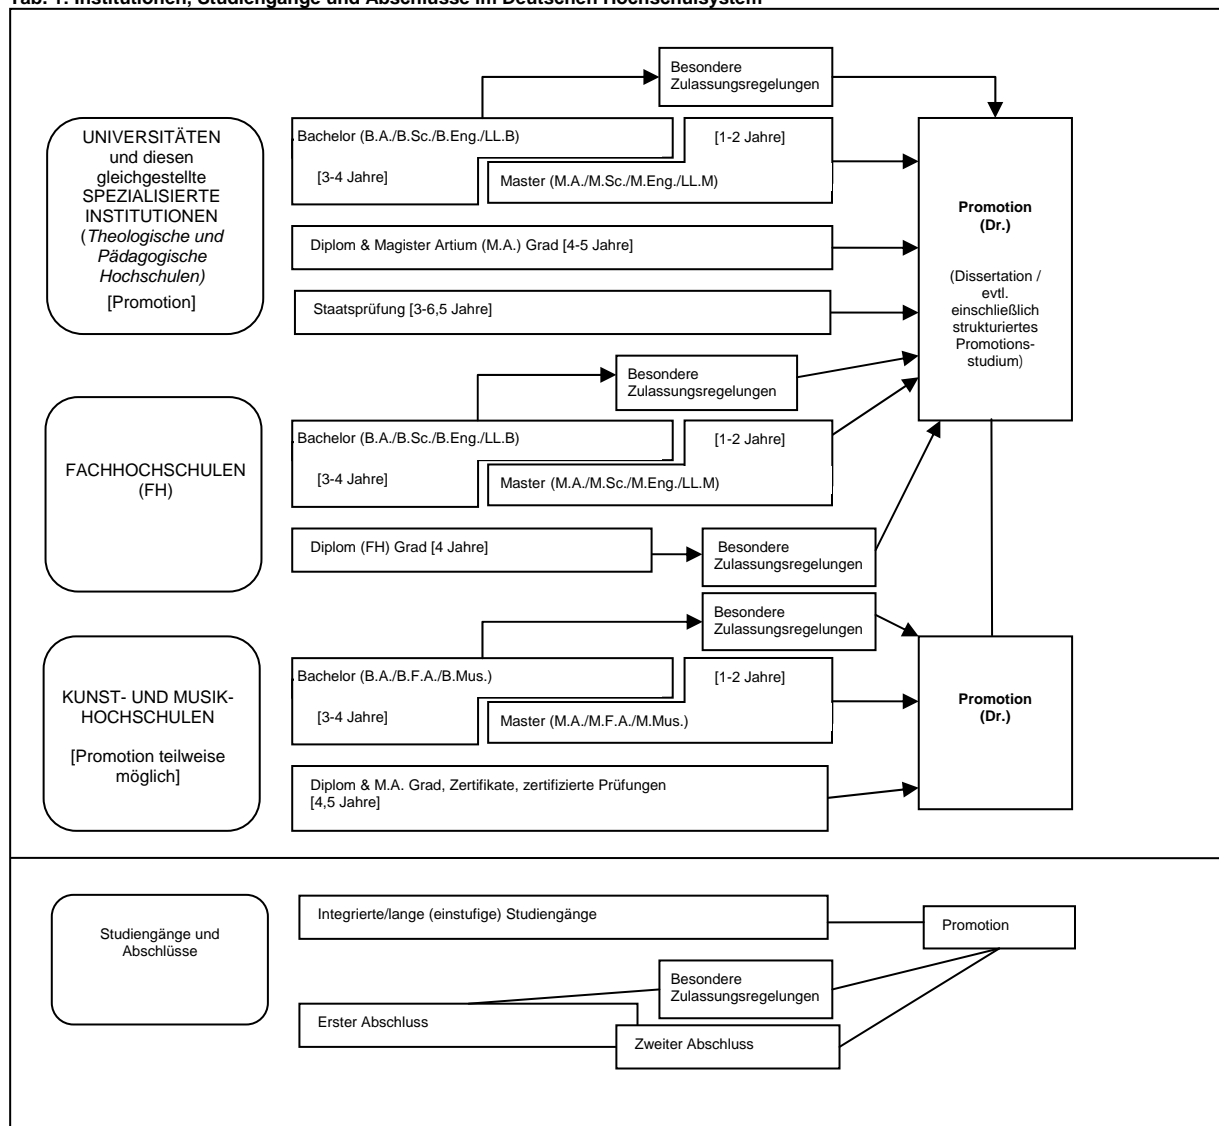 Tab. 1: Institutionen, Studiengänge und Abschlüsse im Deutschen Hochschulsystem
Besondere
Zulassungsregelungen
UNIVERSITÄTEN
und diesen
gleichgestellte
SPEZIALISIERTE
INSTITUTIONEN
(Theologische und
Pädagogische
Hochschulen)
[Promotion]
Bachelor (B.A./B.Sc./B.Eng./LL.B)
[3-4 Jahre]
[1-2 Jahre]
Master (M.A./M.Sc./M.Eng./LL.M)
Diplom & Magister Artium (M.A.) Grad [4-5 Jahre]
Staatsprüfung [3-6,5 Jahre]
Promotion
(Dr.)
(Dissertation /
evtl.
einschließlich
strukturiertes
Promotions-
studium)
FACHHOCHSCHULEN
(FH)
Besondere
Zulassungsregelungen
Bachelor (B.A./B.Sc./B.Eng./LL.B)
[3-4 Jahre]
[1-2 Jahre]
Master (M.A./M.Sc./M.Eng./LL.M)
Diplom (FH) Grad [4 Jahre]
Besondere
Zulassungsregelungen
KUNST- UND MUSIK-
HOCHSCHULEN
[Promotion teilweise
möglich]
Besondere
Zulassungsregelungen
Bachelor (B.A./B.F.A./B.Mus.)
[3-4 Jahre]
[1-2 Jahre]
Master (M.A./M.F.A./M.Mus.)
Diplom & M.A. Grad, Zertifikate, zertifizierte Prüfungen
[4,5 Jahre]
Promotion
(Dr.)
Studiengänge und
Abschlüsse
Integrierte/lange (einstufige) Studiengänge
Promotion
Besondere
Zulassungsregelungen
Erster Abschluss
Zweiter Abschluss